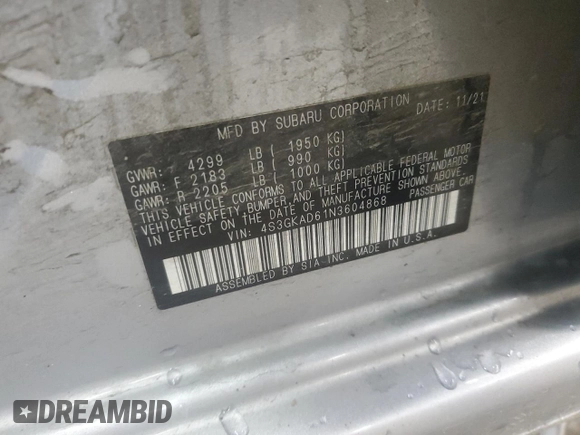 MFD BY SUBARU CORPORATION DATE: 11/21
GVWR: 4299 LB ( 1950 KG)
GAWR: F 2183 LB ( 990 KG)
GAWR: R 2205 LB ( 1000 KG)
THIS VEHICLE CONFORMS TO ALL APPLICABLE FEDERAL MOTOR
VEHICLE SAFETY, BUMPER, AND THEFT PREVENTION STANDARDS
IN EFFECT ON THE DATE OF MANUFACTURE SHOWN ABOVE.
VIN: 4S3GKAD61N3604868 PASSENGER CAR
ASSEMBLED BY SIA INC. MADE IN U.S.A.
DREAMBID